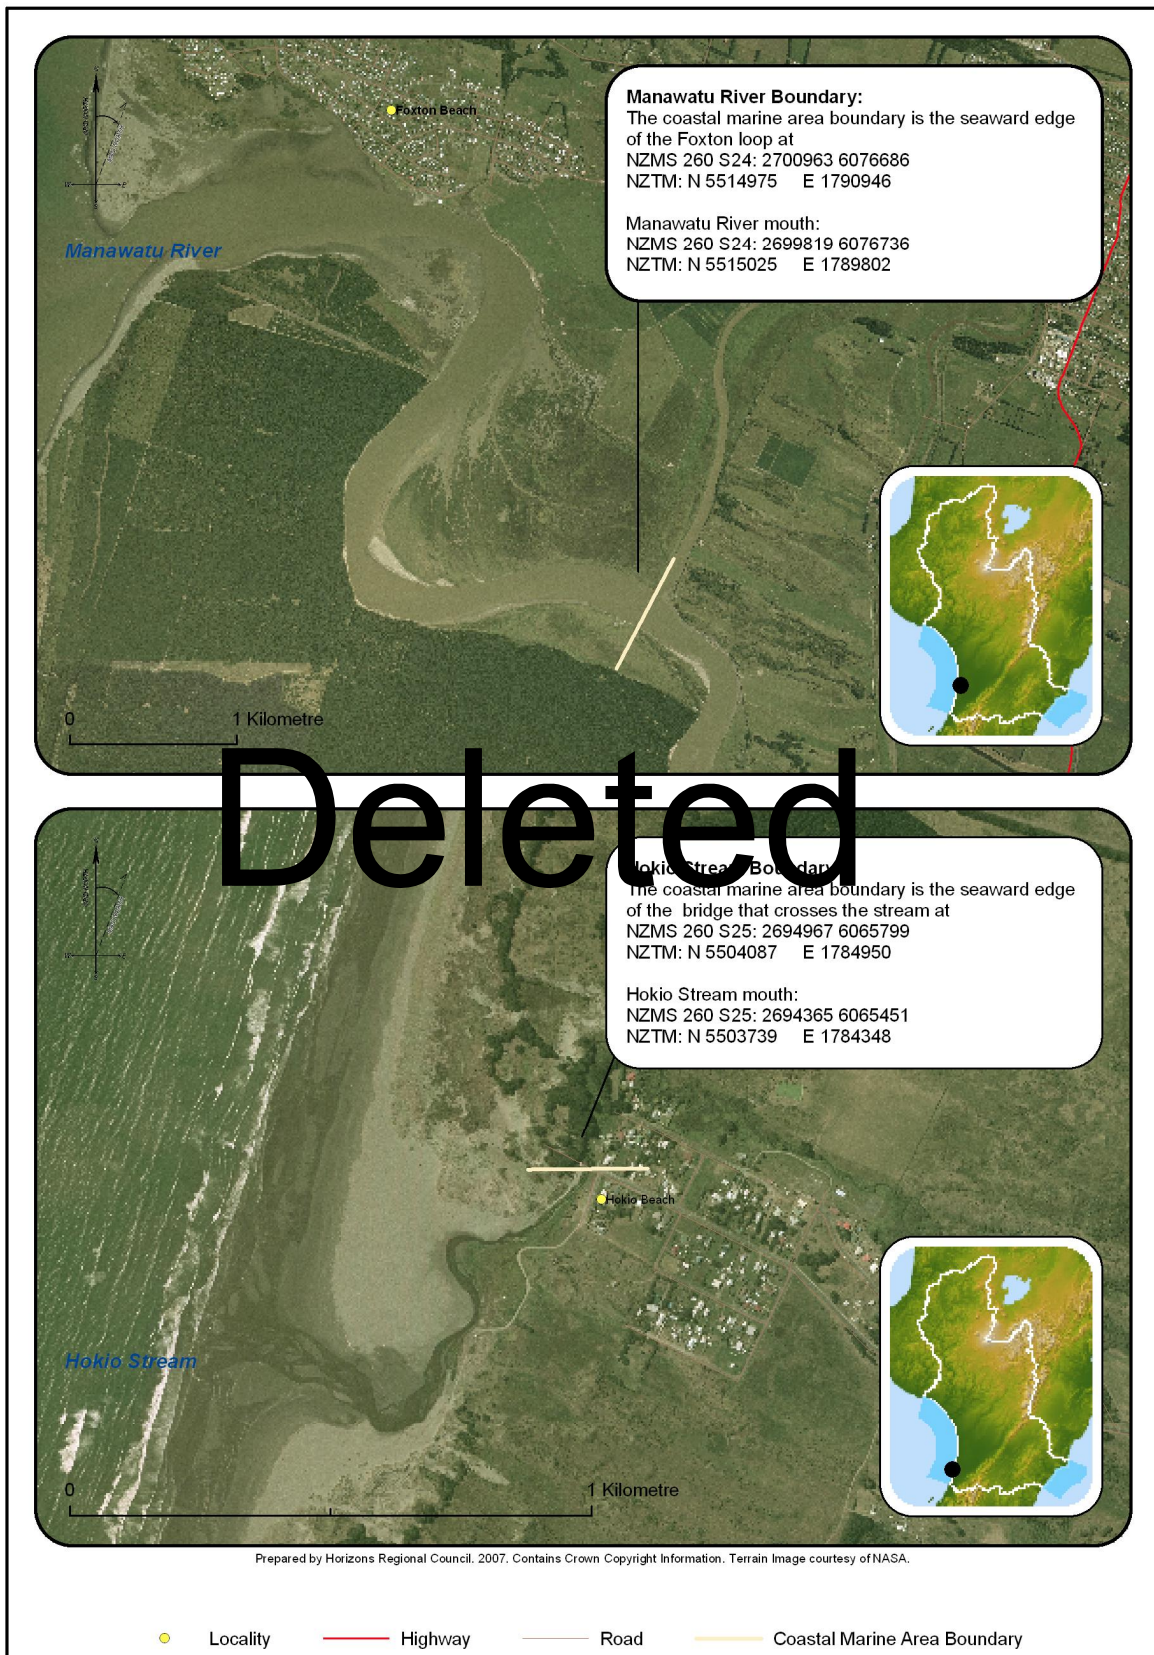 Foxton Beach
Manawatu River
Manawatu River Boundary:
The coastal marine area boundary is the seaward edge
of the Foxton loop at
NZMS 260 S24: 2700963 6076686
NZTM: N 5514975 E 1790946
Manawatu River mouth:
NZMS 260 S24: 2699819 6076736
NZTM: N 5515025 E 1789802
0 1 Kilometre
Deleted
Hokio Stream Boundary
The coastal marine area boundary is the seaward edge
of the bridge that crosses the stream at
NZMS 260 S25: 2694967 6065799
NZTM: N 5504087 E 1784950
Hokio Stream mouth:
NZMS 260 S25: 2694365 6065451
NZTM: N 5503739 E 1784348
Hokio Beach
Hokio Stream
0 1 Kilometre
Prepared by Horizons Regional Council. 2007. Contains Crown Copyright Information. Terrain Image courtesy of NASA.
Locality Highway Road Coastal Marine Area Boundary